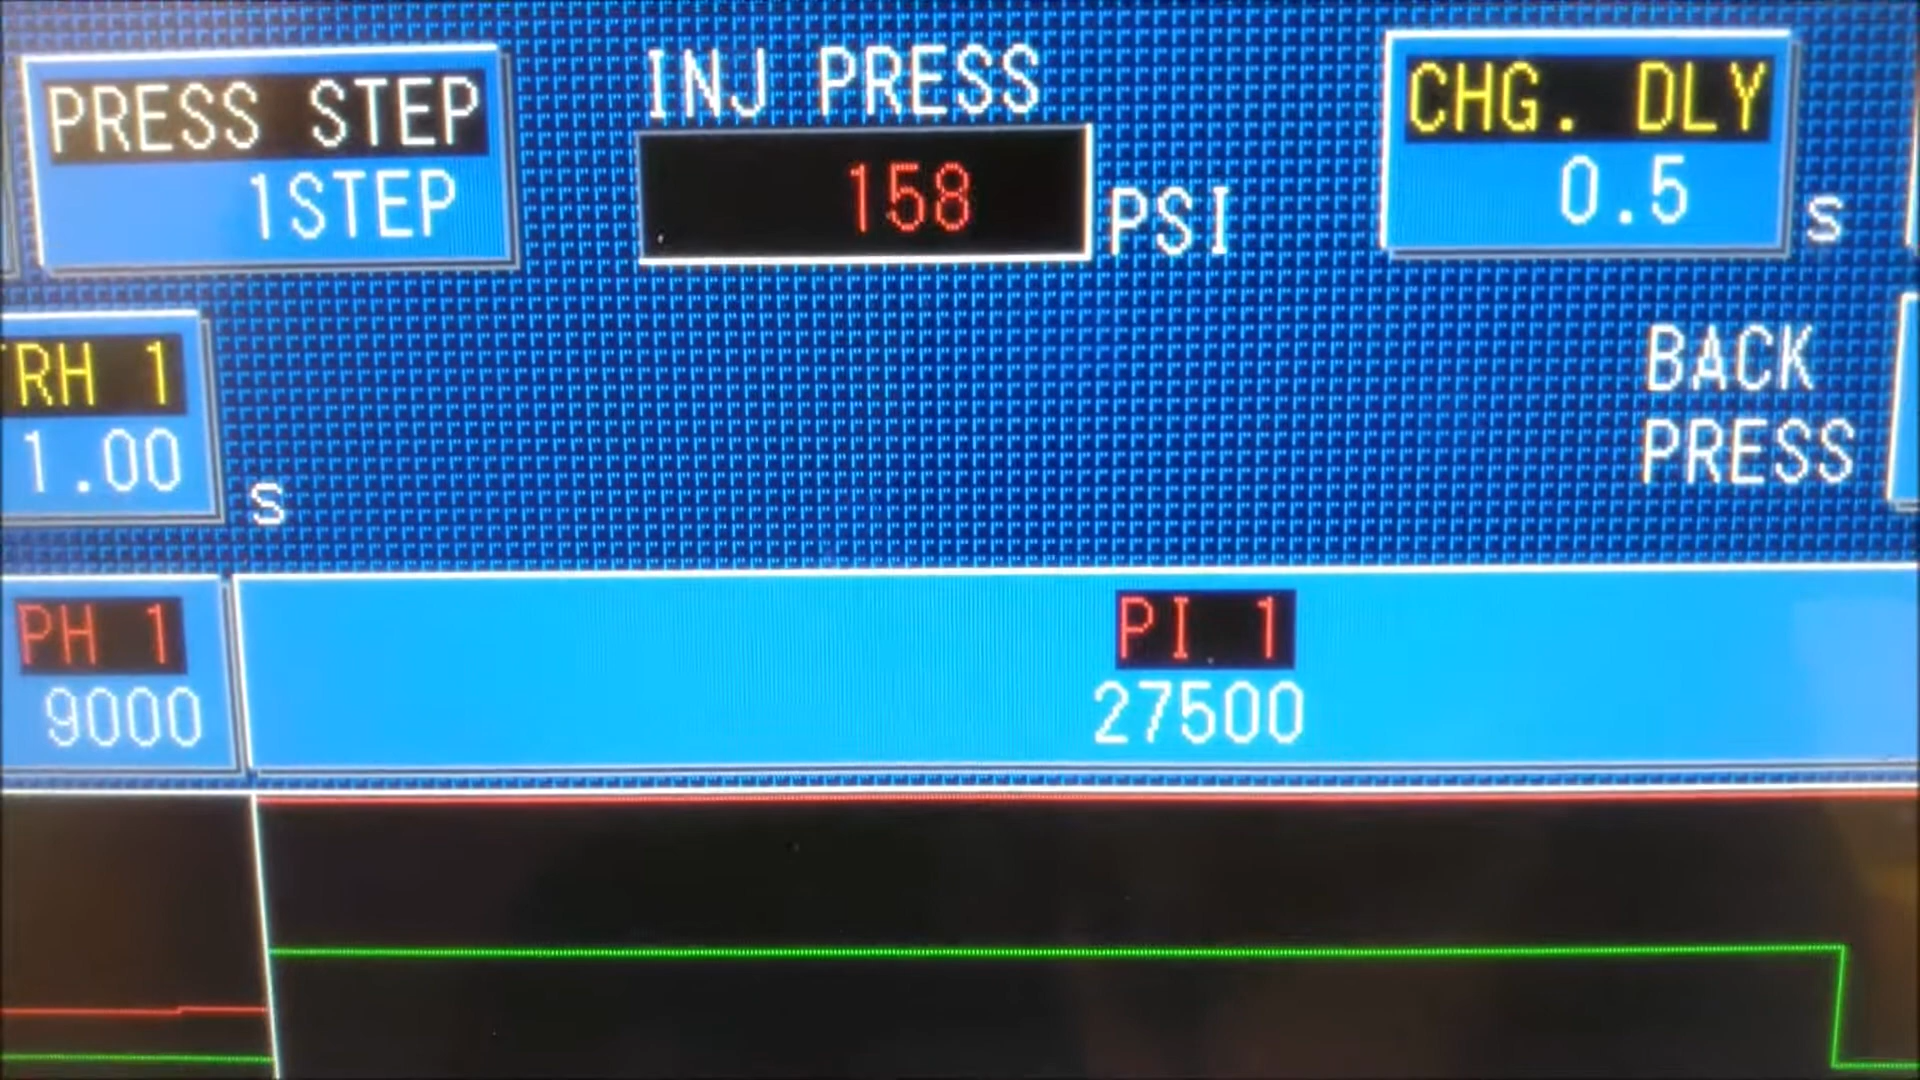 PRESS STEP
1STEP
INJ PRESS
158
PSI
CHG. DLY
0.5
s
RH 1
1.00
s
BACK
PRESS
PH 1
9000
PI 1
27500